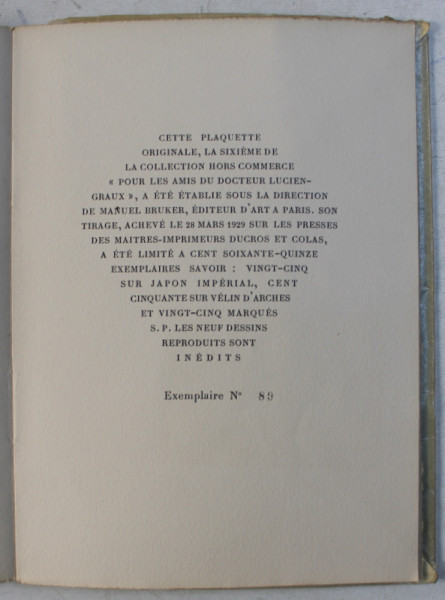 CETTE PLAQUETTE
ORIGINALE, LA SIXIÈME DE
LA COLLECTION HORS COMMERCE
« POUR LES AMIS DU DOCTEUR LUCIEN-
GRAUX », A ÉTÉ ÉTABLIE SOUS LA DIRECTION
DE MANUEL BRUKER, ÉDITEUR D'ART A PARIS. SON
TIRAGE, ACHEVÉ LE 28 MARS 1929 SUR LES PRESSES
DES MAITRES-IMPRIMEURS DUCROS ET COLAS,
A ÉTÉ LIMITÉ A CENT SOIXANTE-QUINZE
EXEMPLAIRES SAVOIR : VINGT-CINQ
SUR JAPON IMPÉRIAL, CENT
CINQUANTE SUR VÉLIN D'ARCHES
ET VINGT-CINQ MARQUÉS
S. P. LES NEUF DESSINS
REPRODUITS SONT
INÉDITS
Exemplaire N° 89